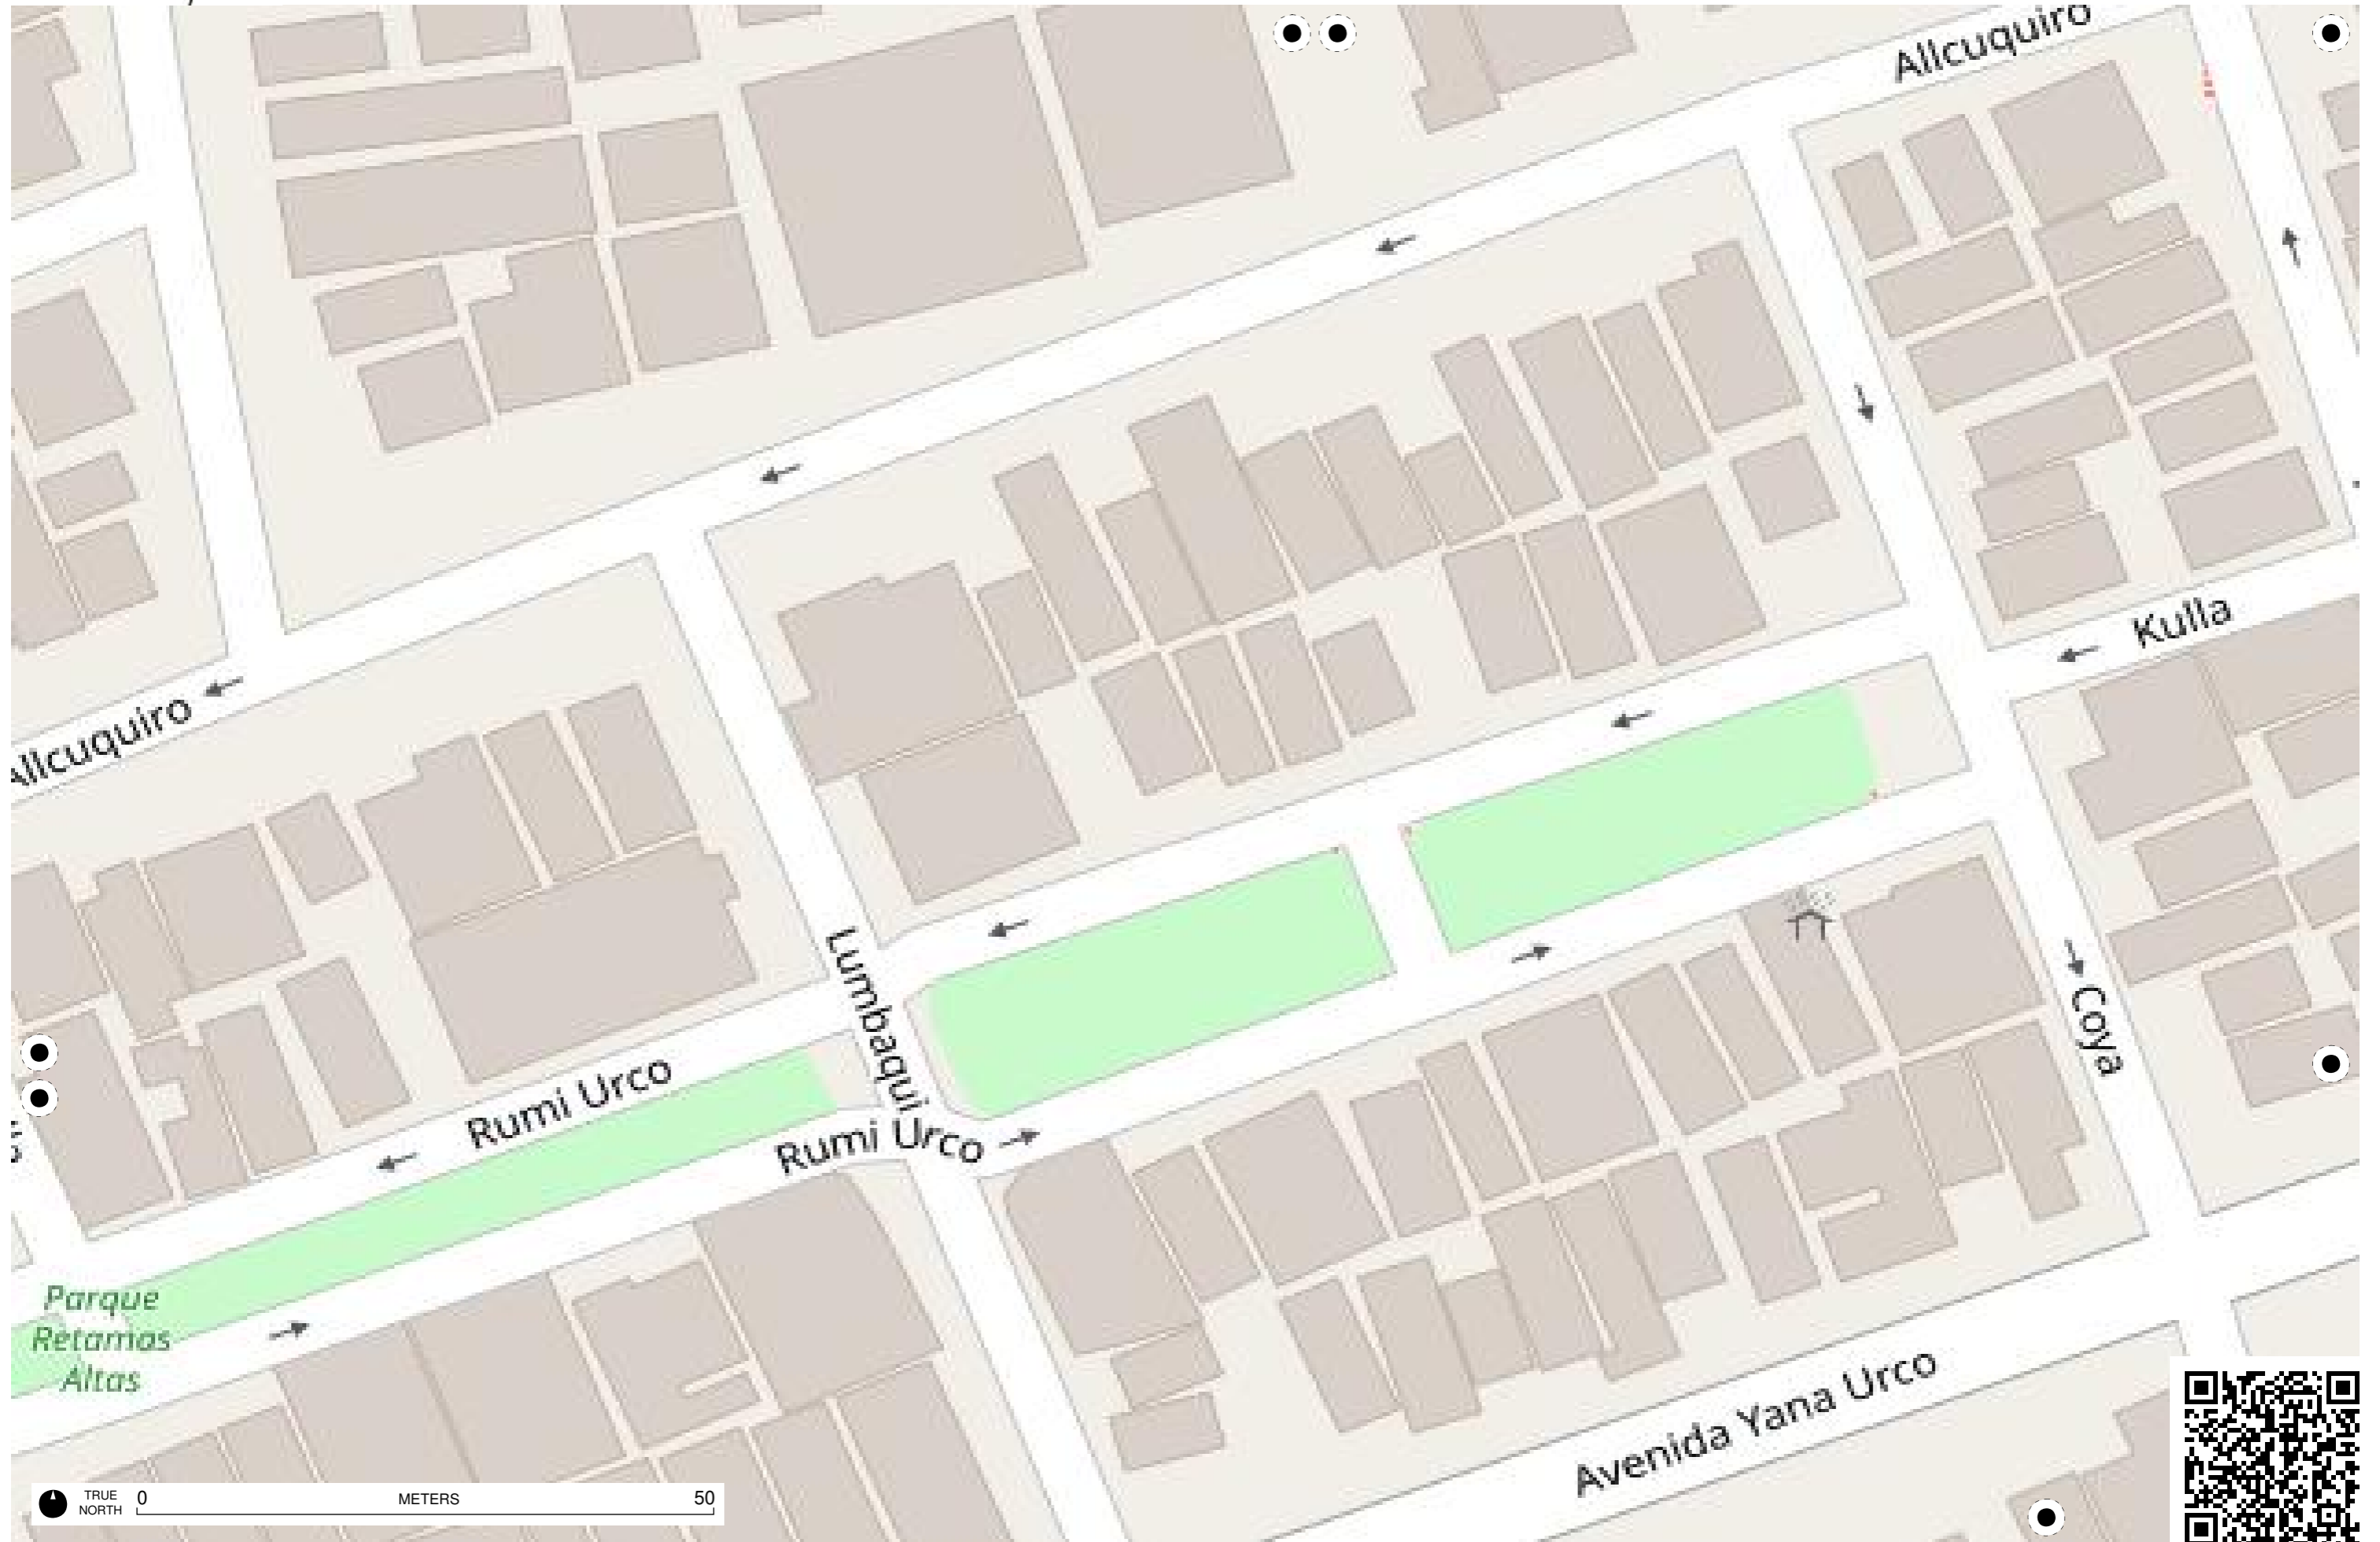 Allcuquiro
Kulla
Allcuquiro
Lumbaqui
Coya
Rumi Urco
Rumi Urco
Parque
Retamas
Altas
Avenida Yana Urco
TRUE
NORTH
0 METERS 50